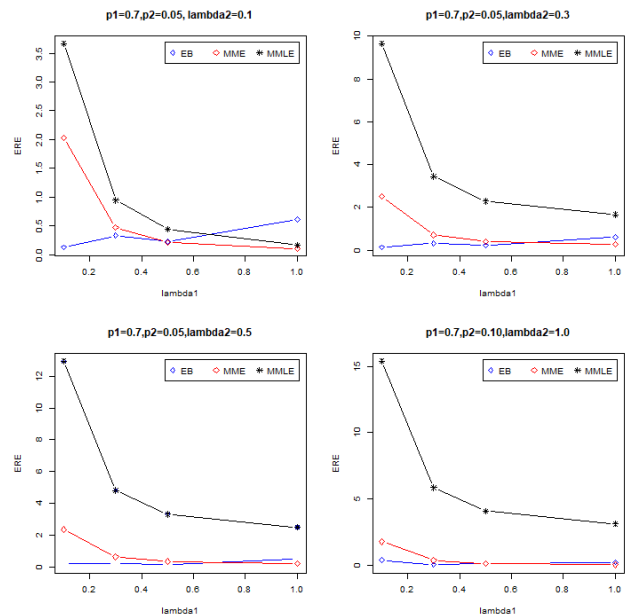 p1=0.7,p2=0.05, lambda2=0.1
EB MME MMLE
ERE
0.0 0.5 1.0 1.5 2.0 2.5 3.0 3.5
0.2 0.4 0.6 0.8 1.0
lambda1
p1=0.7,p2=0.05,lambda2=0.3
EB MME MMLE
ERE
0 2 4 6 8 10
0.2 0.4 0.6 0.8 1.0
lambda1
p1=0.7,p2=0.05,lambda2=0.5
EB MME MMLE
ERE
0 2 4 6 8 10 12
0.2 0.4 0.6 0.8 1.0
lambda1
p1=0.7,p2=0.10,lambda2=1.0
EB MME MMLE
ERE
0 5 10 15
0.2 0.4 0.6 0.8 1.0
lambda1